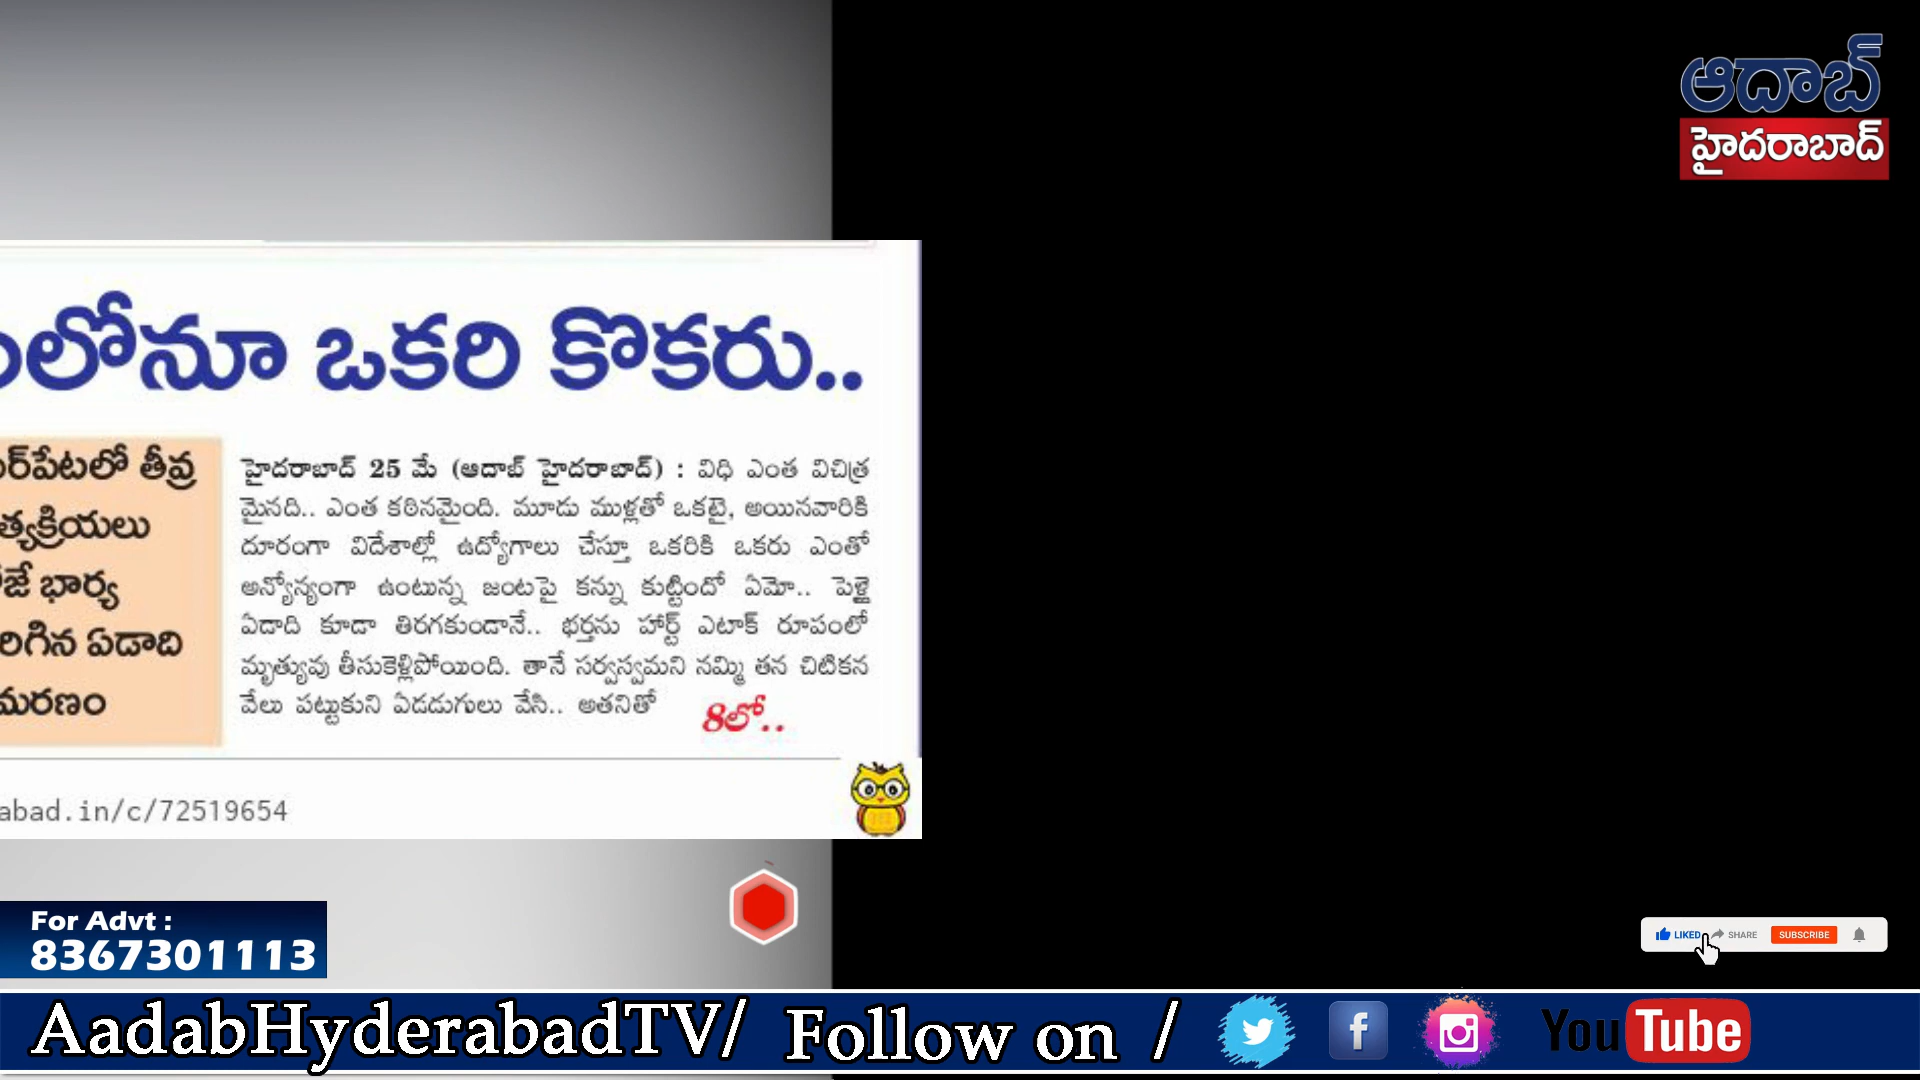 ఆదాబ్
హైదరాబాద్
లోనూ ఒకరి కొకరు..
ర్‌పేటలో తీవ్ర
త్యక్రియలు
జే భార్య
రిగిన ఏడాది
మరణం
హైదరాబాద్ 25 మే (ఆదాబ్ హైదరాబాద్) : విధి ఎంత విచిత్ర
మైనది.. ఎంత కఠినమైంది. మూడు ముళ్లతో ఒకటై, అయినవారికి
దూరంగా విదేశాల్లో ఉద్యోగాలు చేస్తూ ఒకరికి ఒకరు ఎంతో
అన్యోన్యంగా ఉంటున్న జంటపై కన్ను కుట్టిందో ఏమో.. పెళ్లై
ఏడాది కూడా తిరగకుండానే.. భర్తను హార్ట్ ఎటాక్ రూపంలో
మృత్యువు తీసుకెళ్లిపోయింది. తానే సర్వస్వమని నమ్మి తన చిటికన
వేలు పట్టుకుని ఏడడుగులు వేసి.. అతనితో 8లో..
abad.in/c/72519654
For Advt :
8367301113
LIKED SHARE SUBSCRIBE
AadabHyderabadTV/ Follow on / YouTube